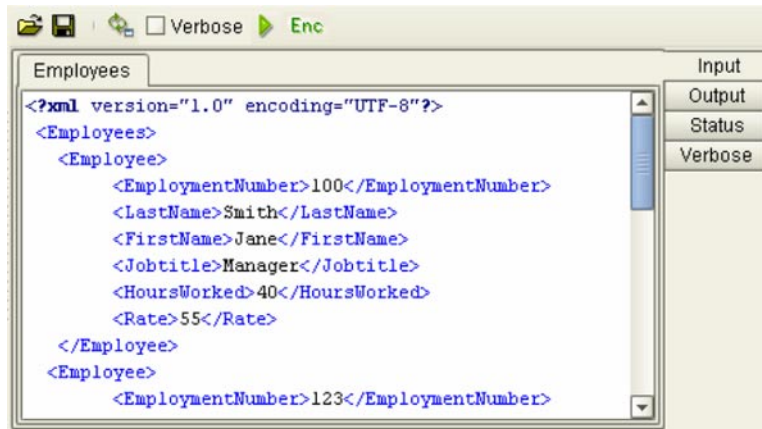 Verbose Enc
Employees
<?xml version="1.0" encoding="UTF-8"?>
<Employees>
<Employee>
<EmploymentNumber>100</EmploymentNumber>
<LastName>Smith</LastName>
<FirstName>Jane</FirstName>
<Jobtitle>Manager</Jobtitle>
<HoursWorked>40</HoursWorked>
<Rate>55</Rate>
</Employee>
<Employee>
<EmploymentNumber>123</EmploymentNumber>
Input
Output
Status
Verbose